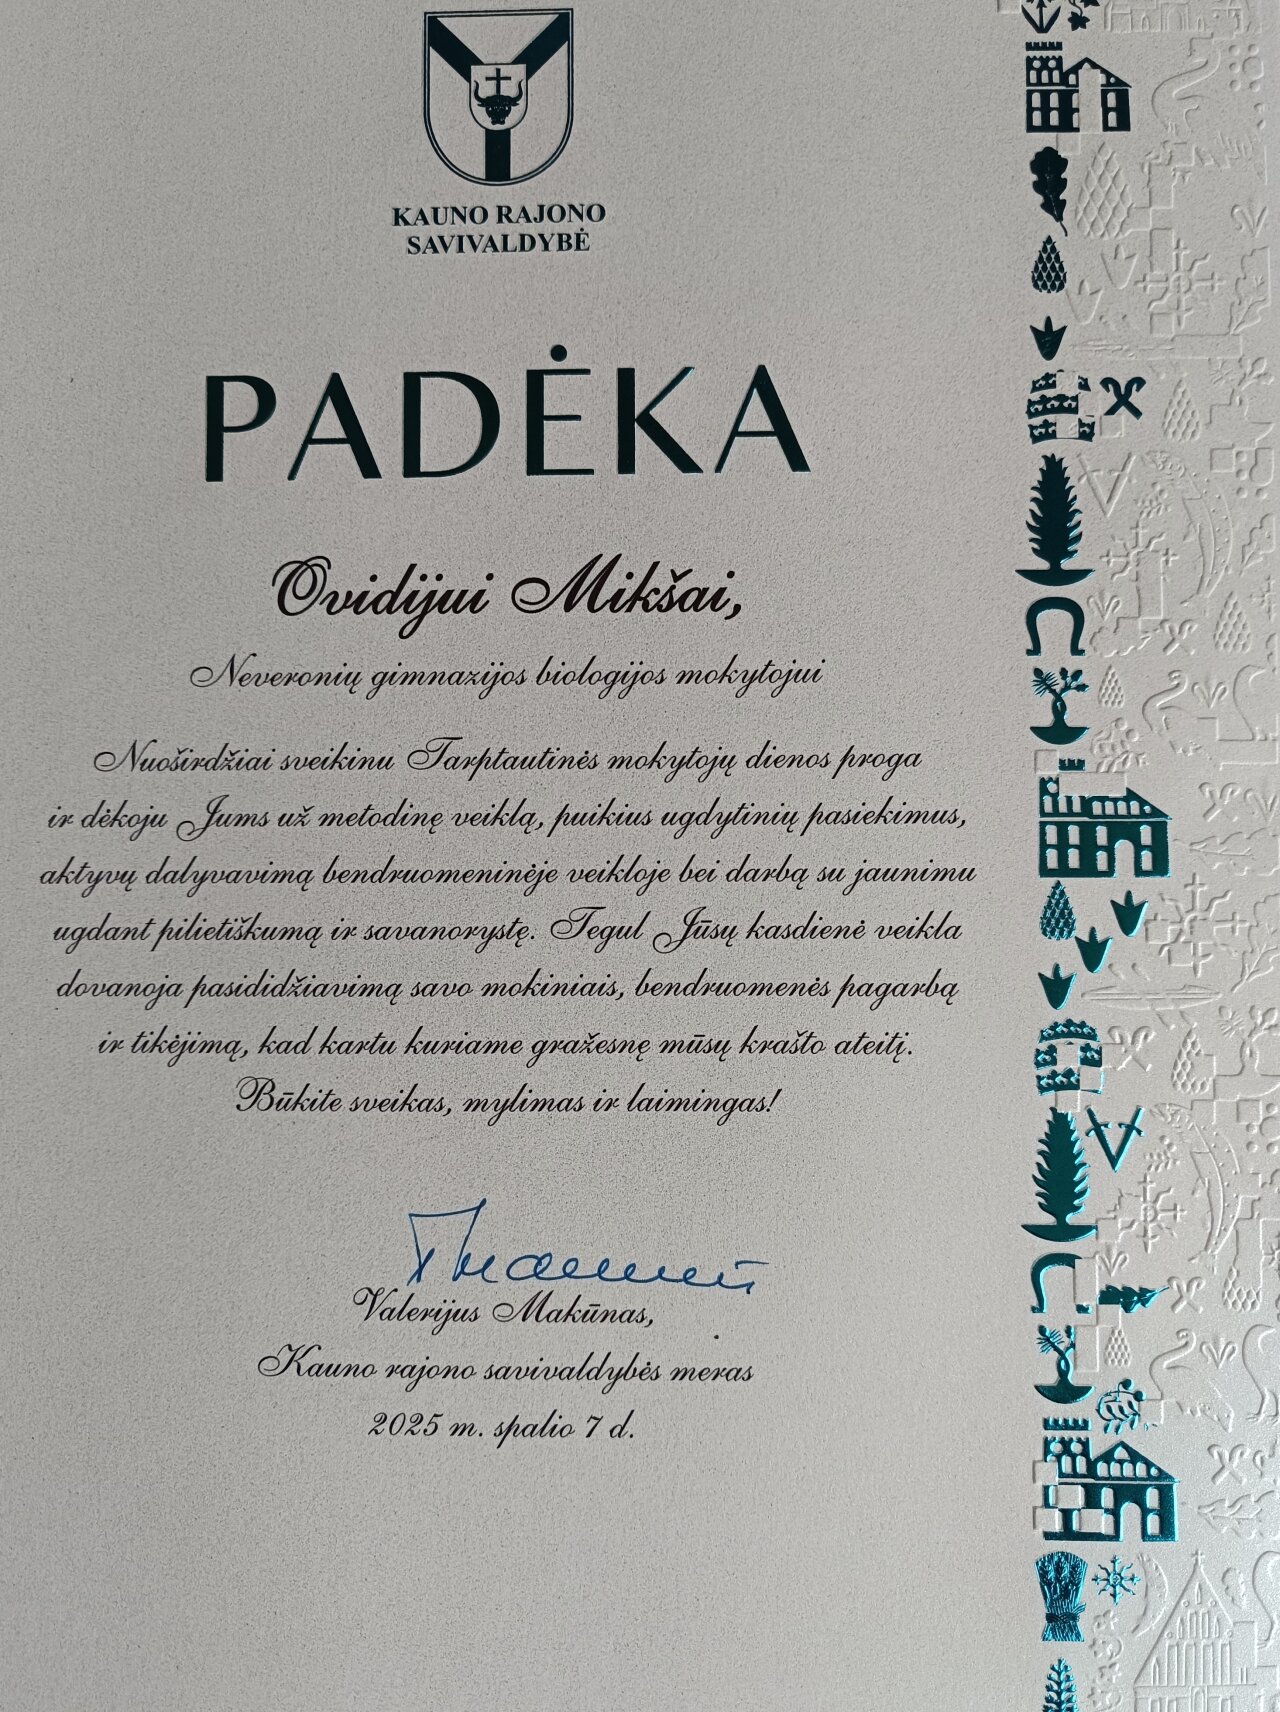 KAUNO RAJONO
SAVIVALDYBĖ
PADĖKA
Ovidijui Mikšai,
Neveronių gimnazijos biologijos mokytojui
Nuoširdžiai sveikinu Tarptautinės mokytojų dienos proga
ir dėkoju Jums už metodinę veiklą, puikius ugdytinių pasiekimus,
aktyvų dalyvavimą bendruomeninėje veikloje bei darbą su jaunimu
ugdant pilietiškumą ir savanorystę. Tegul Jūsų kasdienė veikla
dovanoja pasididžiavimą savo mokiniais, bendruomenės pagarbą
ir tikėjimą, kad kartu kuriame gražesnę mūsų krašto ateitį.
Būkite sveikas, mylimas ir laimingas!
Valerijus Makūnas,
Kauno rajono savivaldybės meras
2025 m. spalio 7 d.